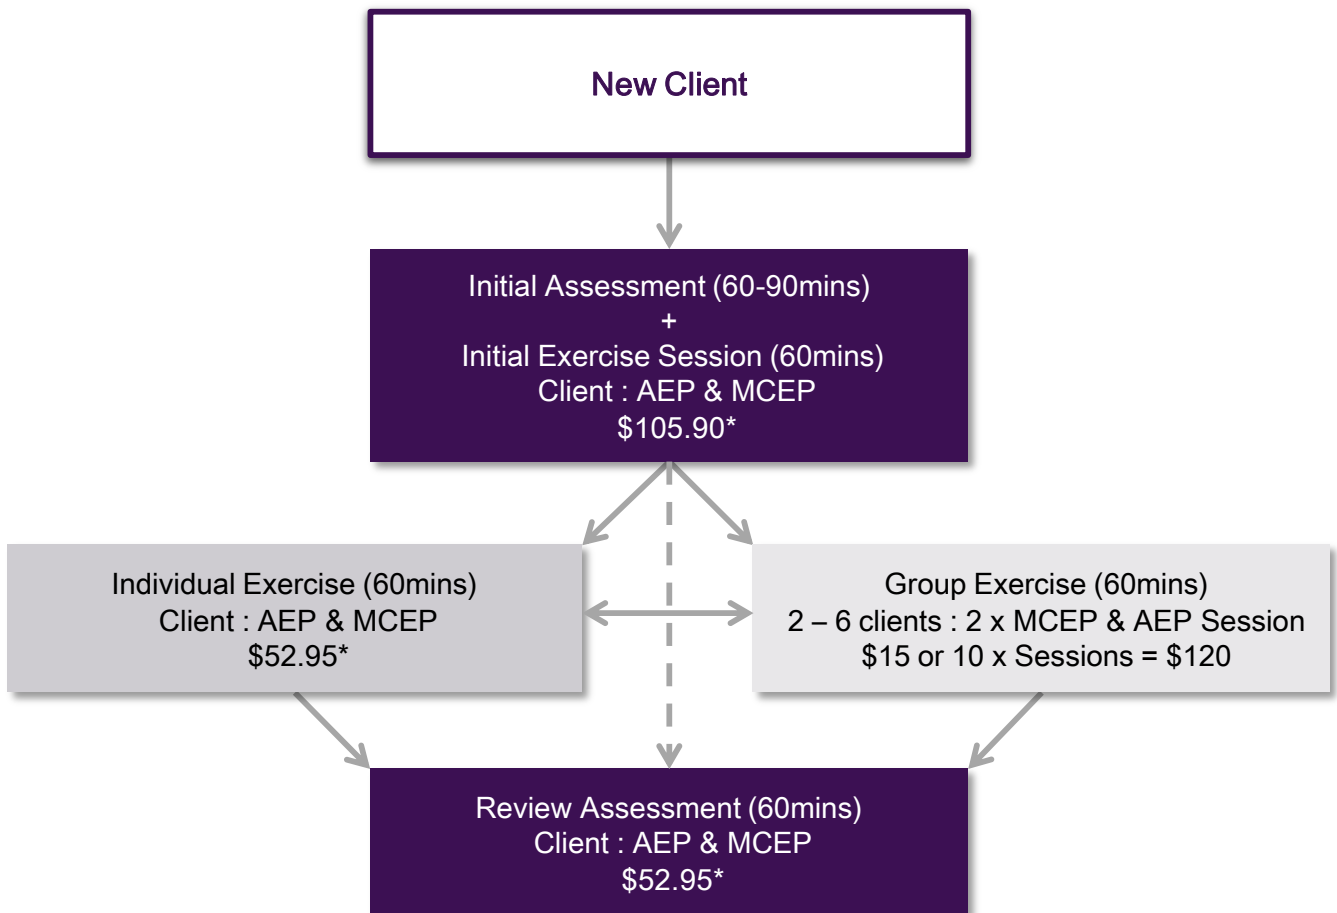 New Client
Initial Assessment (60-90mins)
+
Initial Exercise Session (60mins)
Client : AEP & MCEP
$105.90*
Individual Exercise (60mins)
Client : AEP & MCEP
$52.95*
Group Exercise (60mins)
2 – 6 clients : 2 x MCEP & AEP Session
$15 or 10 x Sessions = $120
Review Assessment (60mins)
Client : AEP & MCEP
$52.95*